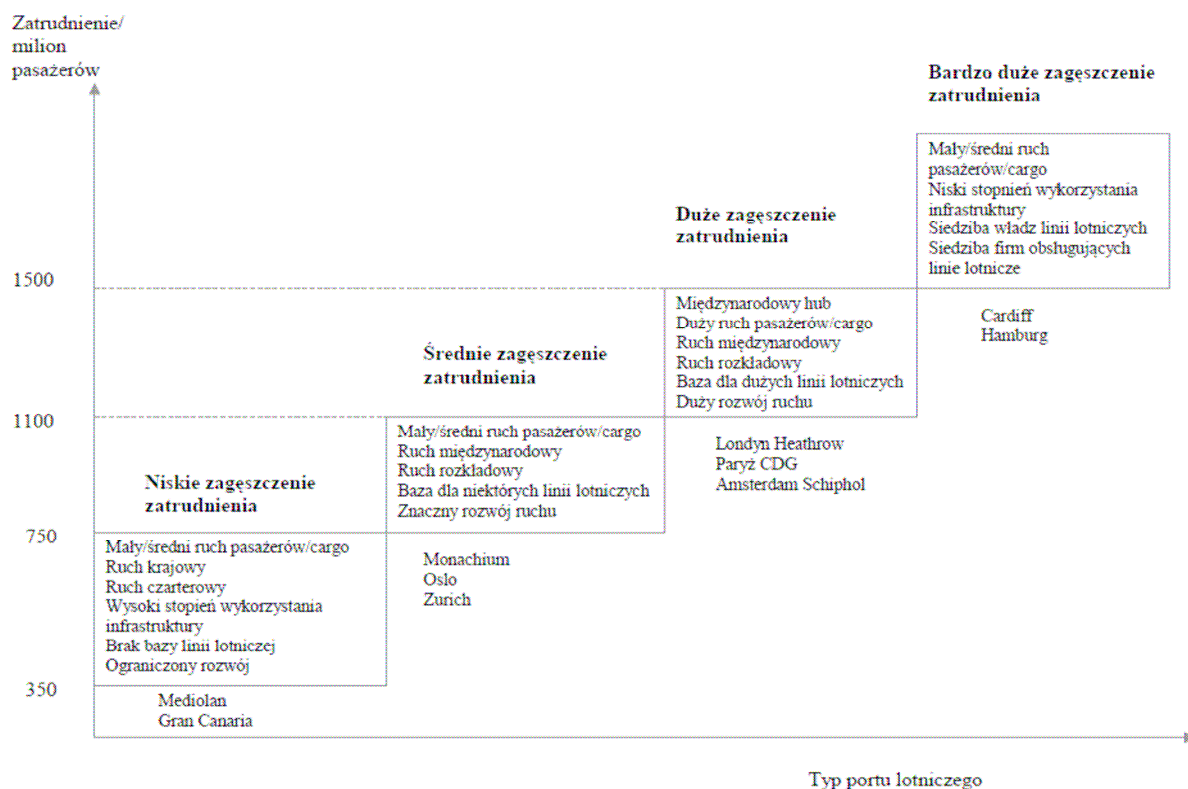 Zatrudnienie/
milion
pasażerów
Bardzo duże zagęszczenie
zatrudnienia
Mały/średni ruch
pasażerów/cargo
Niski stopnień wykorzystania
infrastruktury
Siedziba władz linii lotniczych
Siedziba firm obsługujących
linie lotnicze
Duże zagęszczenie
zatrudnienia
1500
Międzynarodowy hub
Duży ruch pasażerów/cargo
Ruch międzynarodowy
Ruch rozkładowy
Baza dla dużych linii lotniczych
Duży rozwój ruchu
Cardiff
Hamburg
Średnie zagęszczenie
zatrudnienia
1100
Mały/średni ruch pasażerów/cargo
Ruch międzynarodowy
Ruch rozkładowy
Baza dla niektórych linii lotniczych
Znaczny rozwój ruchu
Londyn Heathrow
Paryż CDG
Amsterdam Schiphol
Niskie zagęszczenie
zatrudnienia
750
Mały/średni ruch pasażerów/cargo
Ruch krajowy
Ruch czarterowy
Wysoki stopień wykorzystania
infrastruktury
Brak bazy linii lotniczej
Ograniczony rozwój
Monachium
Oslo
Zurich
350
Mediolan
Gran Canaria
Typ portu lotniczego